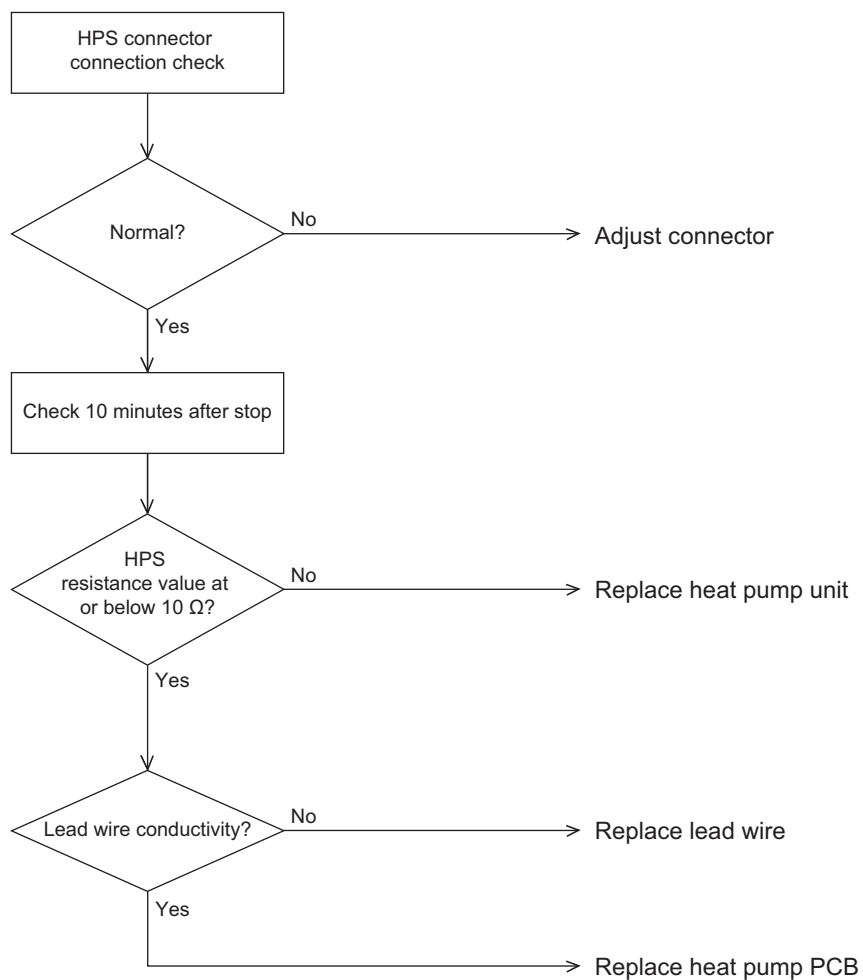 HPS connector
connection check
Normal?
No
Adjust connector
Yes
Check 10 minutes after stop
HPS
resistance value at
or below 10 Ω?
No
Replace heat pump unit
Yes
Lead wire conductivity?
No
Replace lead wire
Yes
Replace heat pump PCB